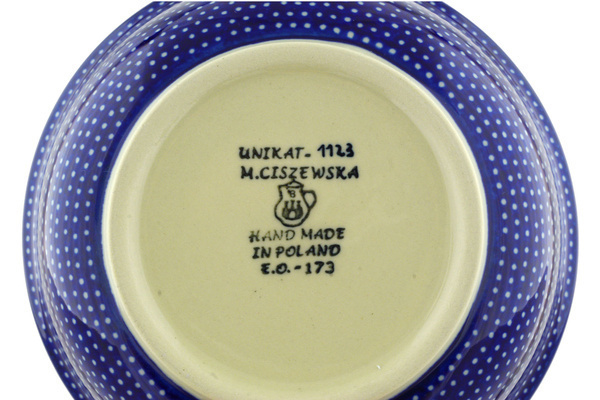 UNIKAT- 1123
M.CISZEWSKA
B
HAND MADE
IN POLAND
E.O.-173